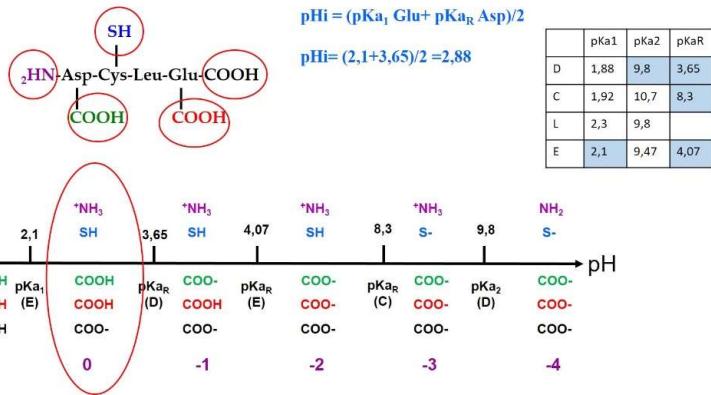 pHi = (pKa₁ Glu+ pKaR Asp)/2
pHi= (2,1+3,65)/2 =2,88
SH
₂HN-Asp-Cys-Leu-Glu-COOH
COOH COOH
pKa1 pKa2 pKaR
D 1,88 9,8 3,65
C 1,92 10,7 8,3
L 2,3 9,8
E 2,1 9,47 4,07
⁺NH₃ ⁺NH₃ ⁺NH₃ ⁺NH₃ NH₂
2,1 SH 3,65 SH 4,07 SH 8,3 S- 9,8 S-
pH
H pKa₁ COOH pKaR COO- pKaR COO- pKaR COO- pKa₂ COO-
H (E) COOH (D) COOH (E) COO- (C) COO- (D) COO-
H COO- COO- COO- COO- COO-
0 -1 -2 -3 -4